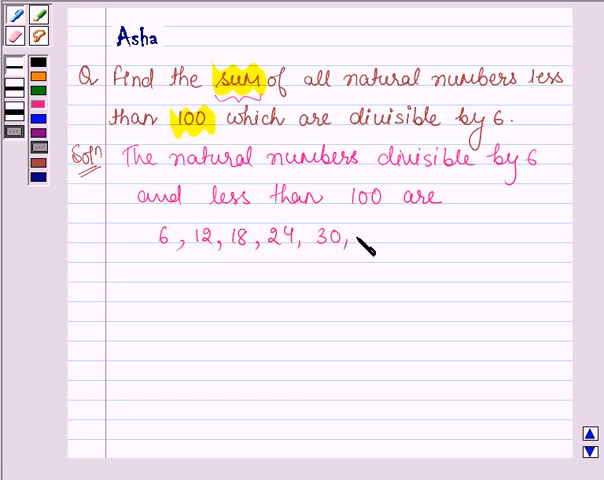 Asha
Q Find the sum of all natural numbers less
than 100 which are divisible by 6.
Soln The natural numbers divisible by 6
and less than 100 are
6, 12, 18, 24, 30,